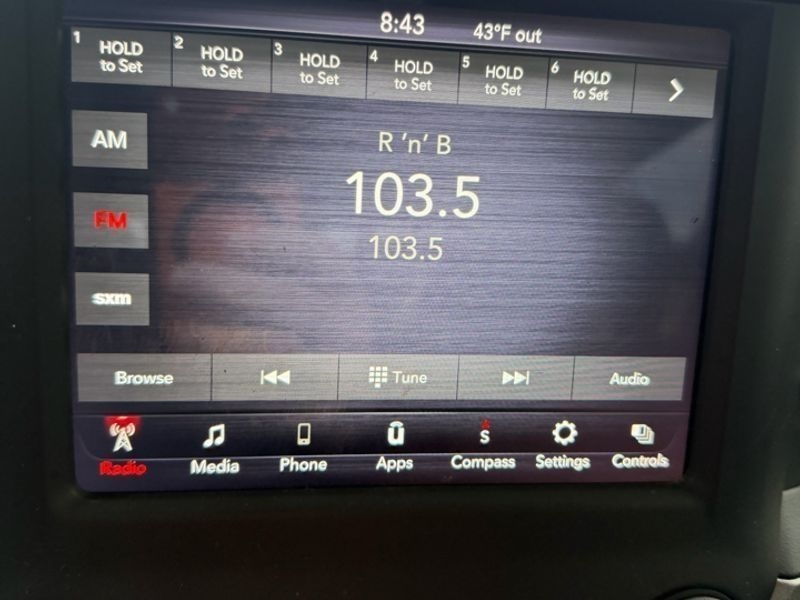 8:43 43°F out
1 HOLD to Set 2 HOLD to Set 3 HOLD to Set 4 HOLD to Set 5 HOLD to Set 6 HOLD to Set
AM
R 'n' B
103.5
FM
103.5
sxm
Browse Tune Audio
S
Radio Media Phone Apps Compass Settings Controls